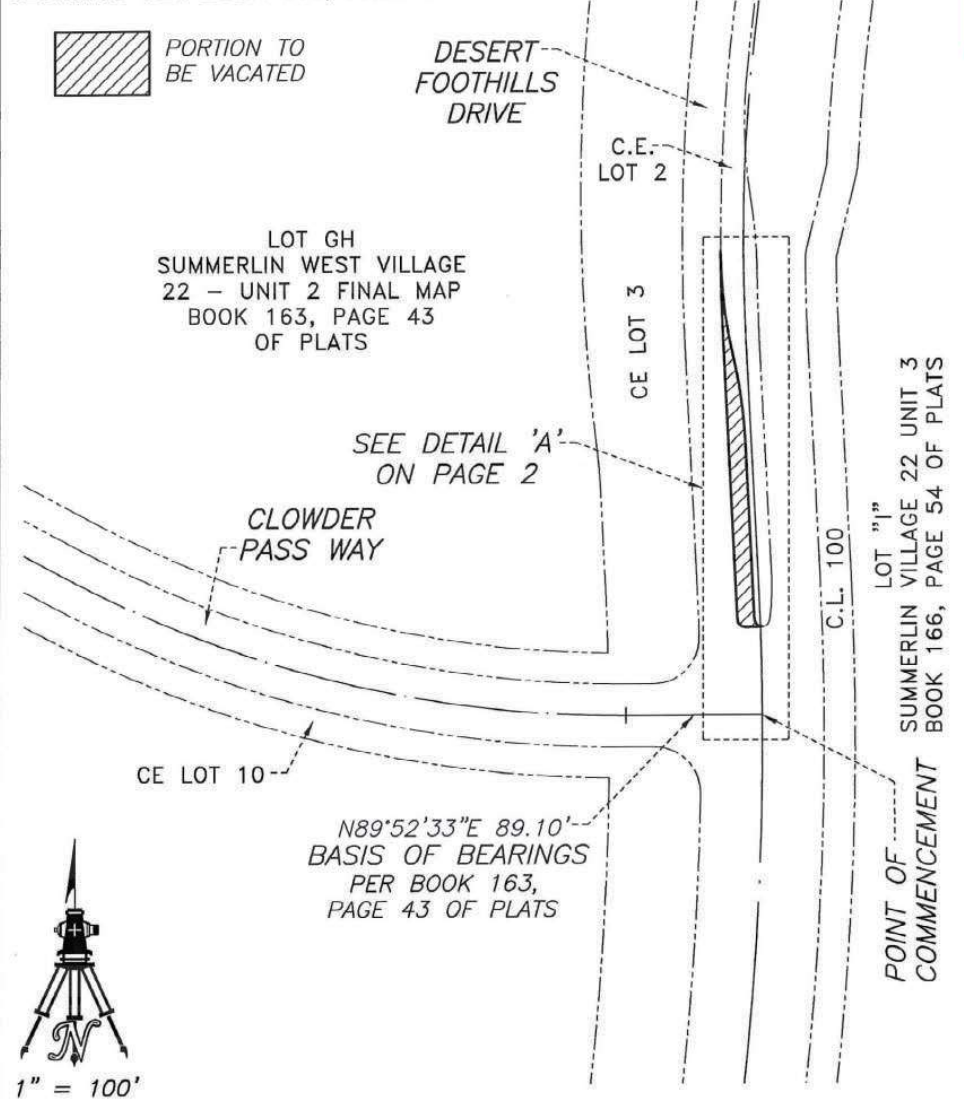 PORTION TO
BE VACATED
DESERT
FOOTHILLS
DRIVE
C.E.
LOT 2
LOT GH
SUMMERLIN WEST VILLAGE
22 – UNIT 2 FINAL MAP
BOOK 163, PAGE 43
OF PLATS
CE LOT 3
SEE DETAIL 'A'
ON PAGE 2
CLOWDER
PASS WAY
C.L. 100
LOT "I"
SUMMERLIN VILLAGE 22 UNIT 3
BOOK 166, PAGE 54 OF PLATS
CE LOT 10
N89°52'33"E 89.10'
BASIS OF BEARINGS
PER BOOK 163,
PAGE 43 OF PLATS
POINT OF
COMMENCEMENT
N
1" = 100'